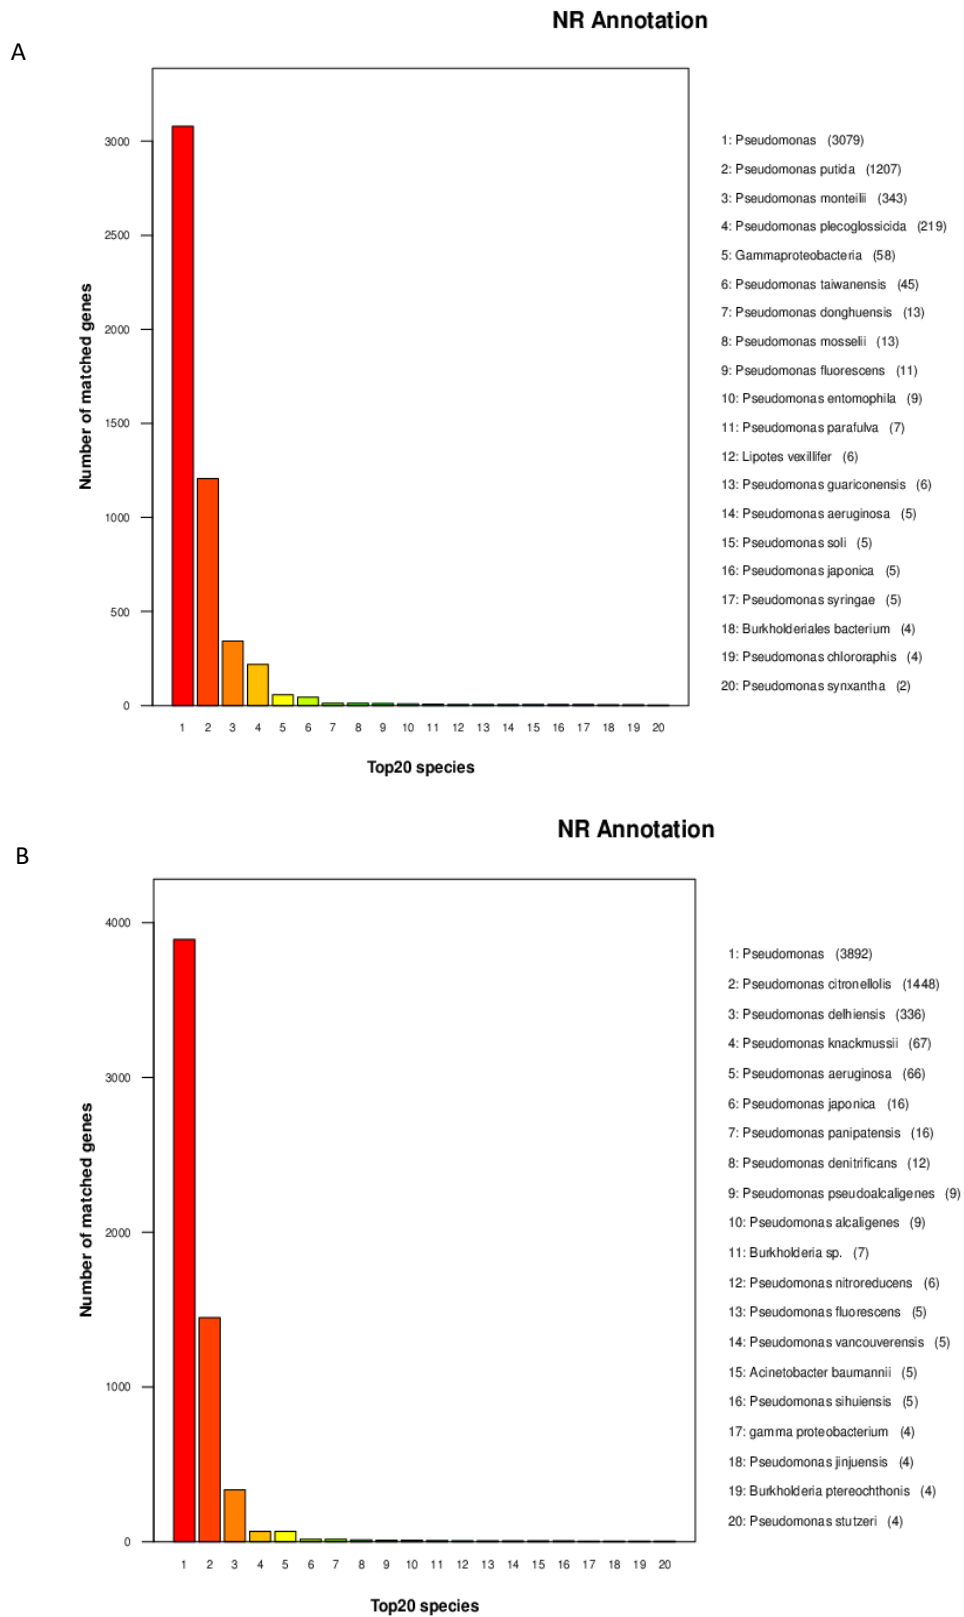 NR Annotation
A
3000
2500
2000
1500
1000
500
0
Number of matched genes
1 2 3 4 5 6 7 8 9 10 11 12 13 14 15 16 17 18 19 20
Top20 species
1: Pseudomonas (3079)
2: Pseudomonas putida (1207)
3: Pseudomonas monteilii (343)
4: Pseudomonas plecoglossicida (219)
5: Gammaproteobacteria (58)
6: Pseudomonas taiwanensis (45)
7: Pseudomonas donghuensis (13)
8: Pseudomonas mosselii (13)
9: Pseudomonas fluorescens (11)
10: Pseudomonas entomophila (9)
11: Pseudomonas parafulva (7)
12: Lipotes vexillifer (6)
13: Pseudomonas guariconensis (6)
14: Pseudomonas aeruginosa (5)
15: Pseudomonas soli (5)
16: Pseudomonas japonica (5)
17: Pseudomonas syringae (5)
18: Burkholderiales bacterium (4)
19: Pseudomonas chlororaphis (4)
20: Pseudomonas synxantha (2)
NR Annotation
B
4000
3000
2000
1000
0
Number of matched genes
1 2 3 4 5 6 7 8 9 10 11 12 13 14 15 16 17 18 19 20
Top20 species
1: Pseudomonas (3892)
2: Pseudomonas citronellolis (1448)
3: Pseudomonas delhiensis (336)
4: Pseudomonas knackmussii (67)
5: Pseudomonas aeruginosa (66)
6: Pseudomonas japonica (16)
7: Pseudomonas panipatensis (16)
8: Pseudomonas denitrificans (12)
9: Pseudomonas pseudoalcaligenes (9)
10: Pseudomonas alcaligenes (9)
11: Burkholderia sp. (7)
12: Pseudomonas nitroreducens (6)
13: Pseudomonas fluorescens (5)
14: Pseudomonas vancouverensis (5)
15: Acinetobacter baumannii (5)
16: Pseudomonas sihuiensis (5)
17: gamma proteobacterium (4)
18: Pseudomonas jinjuensis (4)
19: Burkholderia ptereochthonis (4)
20: Pseudomonas stutzeri (4)